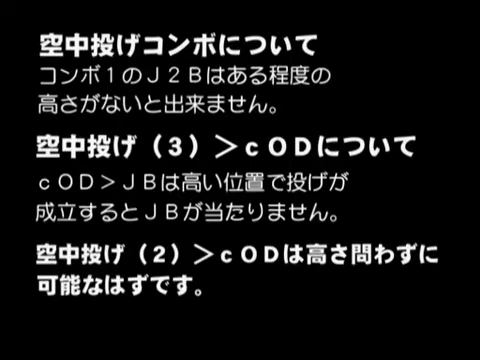 空中投げコンボについて
コンボ１のＪ２Ｂはある程度の
高さがないと出来ません。
空中投げ（３）＞ｃＯＤについて
ｃＯＤ＞ＪＢは高い位置で投げが
成立するとＪＢが当たりません。
空中投げ（２）＞ｃＯＤは高さ問わずに
可能なはずです。